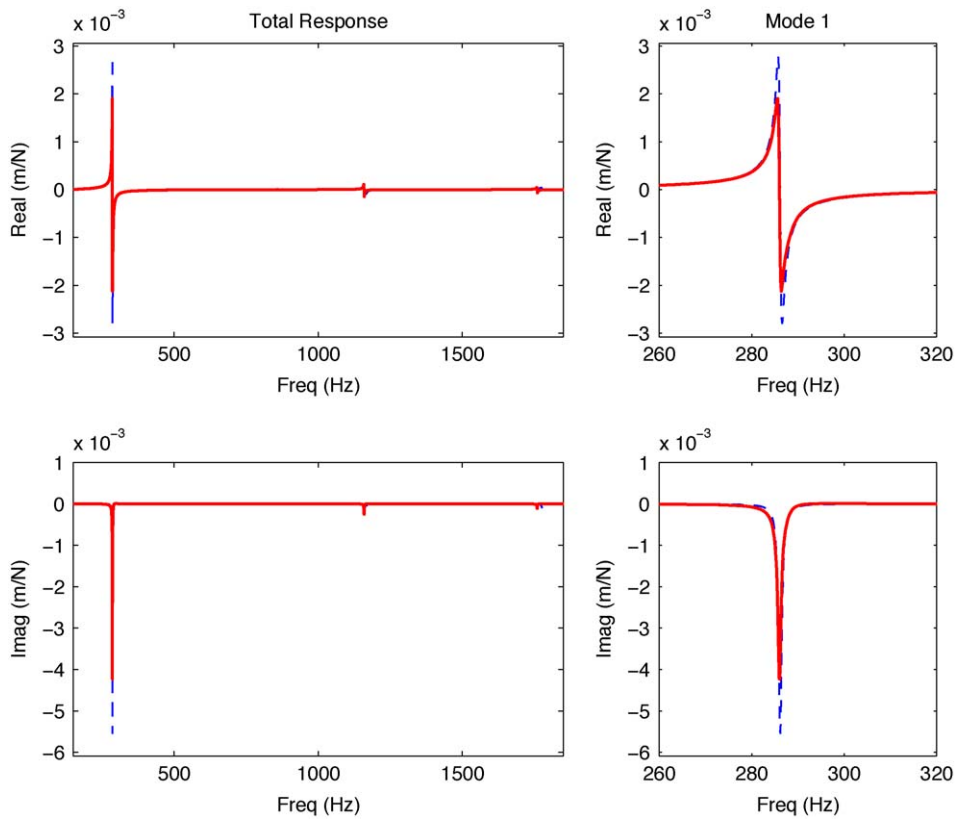 Total Response
x 10⁻³
3
2
1
0
−1
−2
−3
Real (m/N)
500 1000 1500
Freq (Hz)
Mode 1
x 10⁻³
3
2
1
0
−1
−2
−3
Real (m/N)
260 280 300 320
Freq (Hz)
x 10⁻³
1
0
−1
−2
−3
−4
−5
−6
Imag (m/N)
500 1000 1500
Freq (Hz)
x 10⁻³
1
0
−1
−2
−3
−4
−5
−6
Imag (m/N)
260 280 300 320
Freq (Hz)